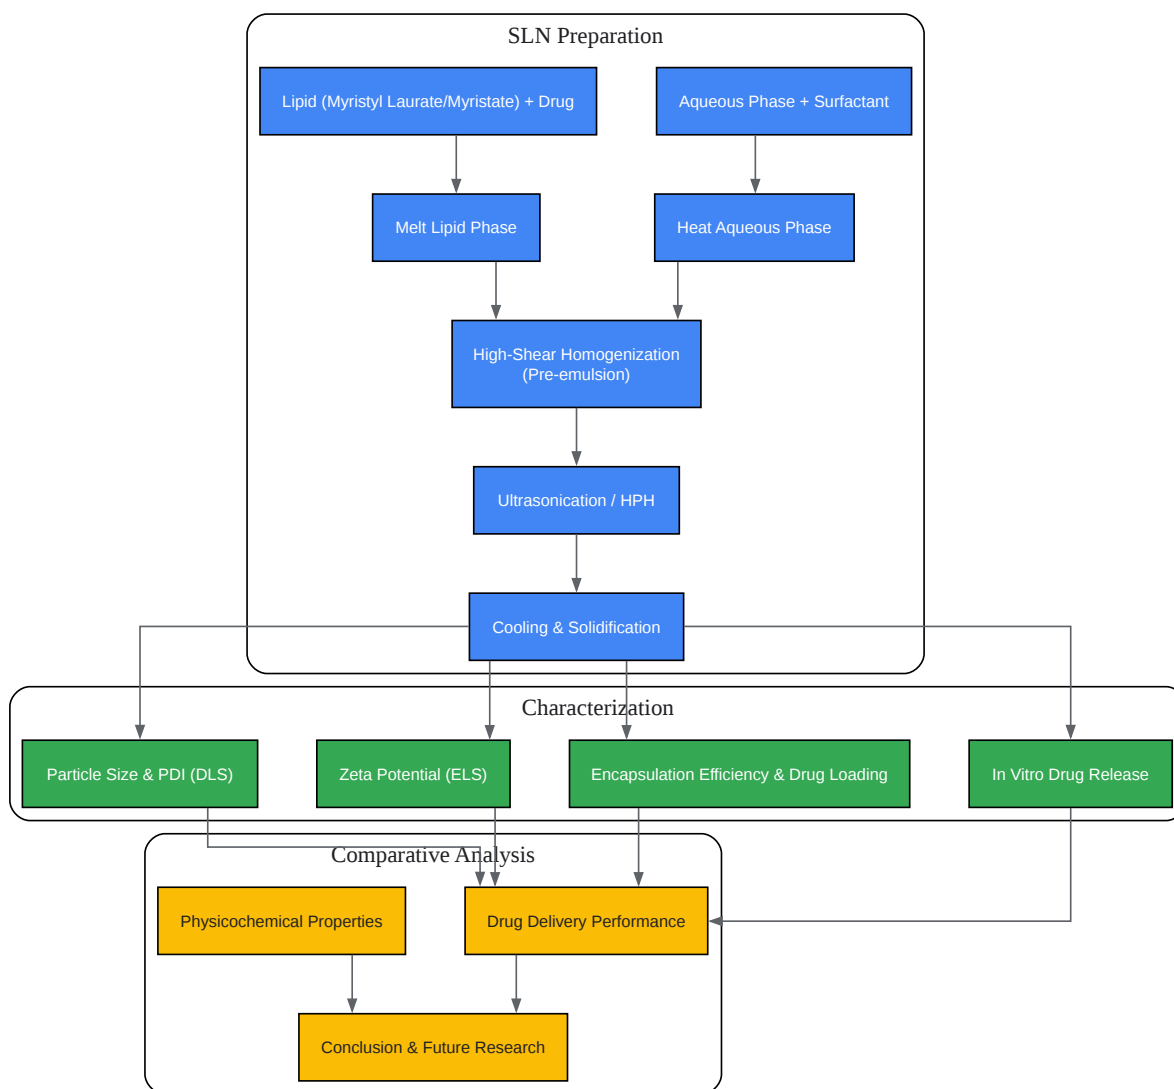 SLN Preparation
Lipid (Myristyl Laurate/Myristate) + Drug
Aqueous Phase + Surfactant
Melt Lipid Phase
Heat Aqueous Phase
High-Shear Homogenization
(Pre-emulsion)
Ultrasonication / HPH
Cooling & Solidification
Characterization
Particle Size & PDI (DLS)
Zeta Potential (ELS)
Encapsulation Efficiency & Drug Loading
In Vitro Drug Release
Comparative Analysis
Physicochemical Properties
Drug Delivery Performance
Conclusion & Future Research